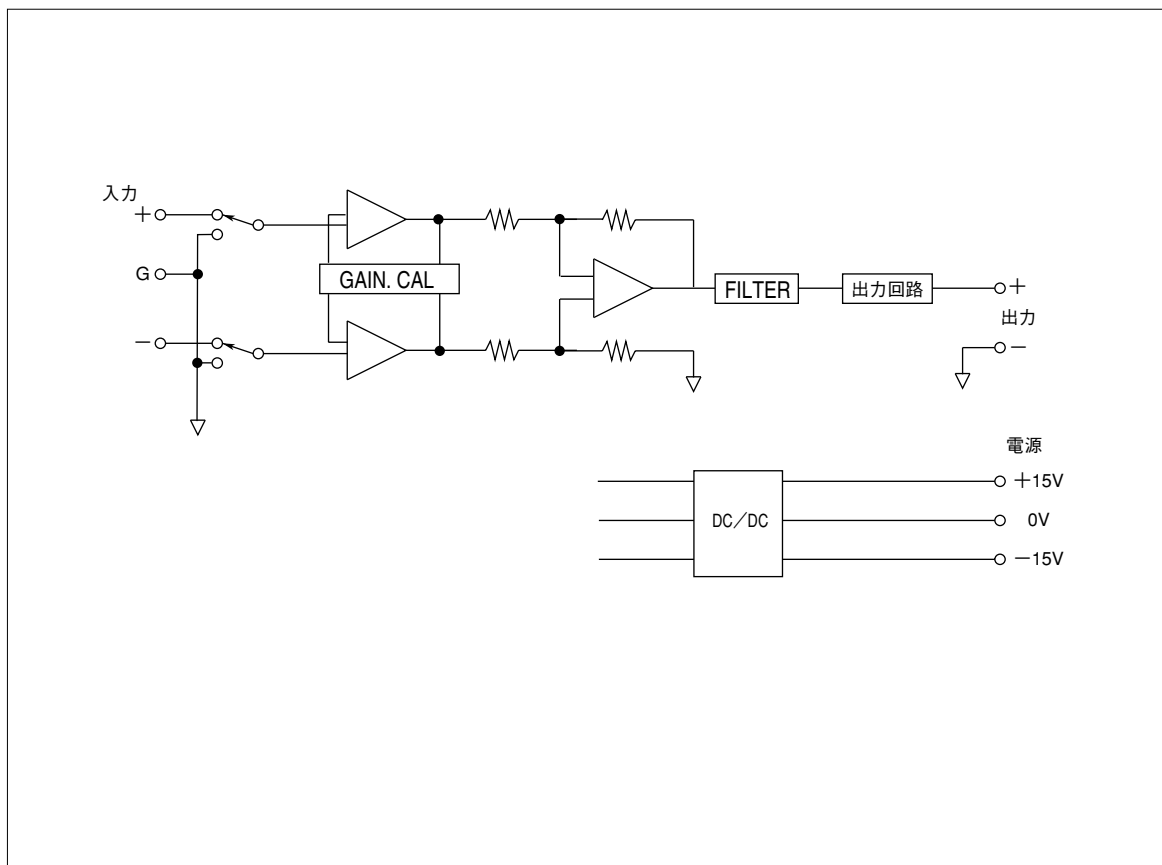 入力
＋
G
－
GAIN. CAL
FILTER
出力回路
＋
出力
－
電源
＋15V
DC／DC
0V
－15V